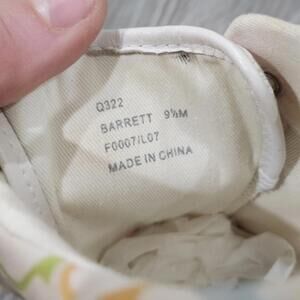 Q322
BARRETT 9½M
F0007/L07
MADE IN CHINA